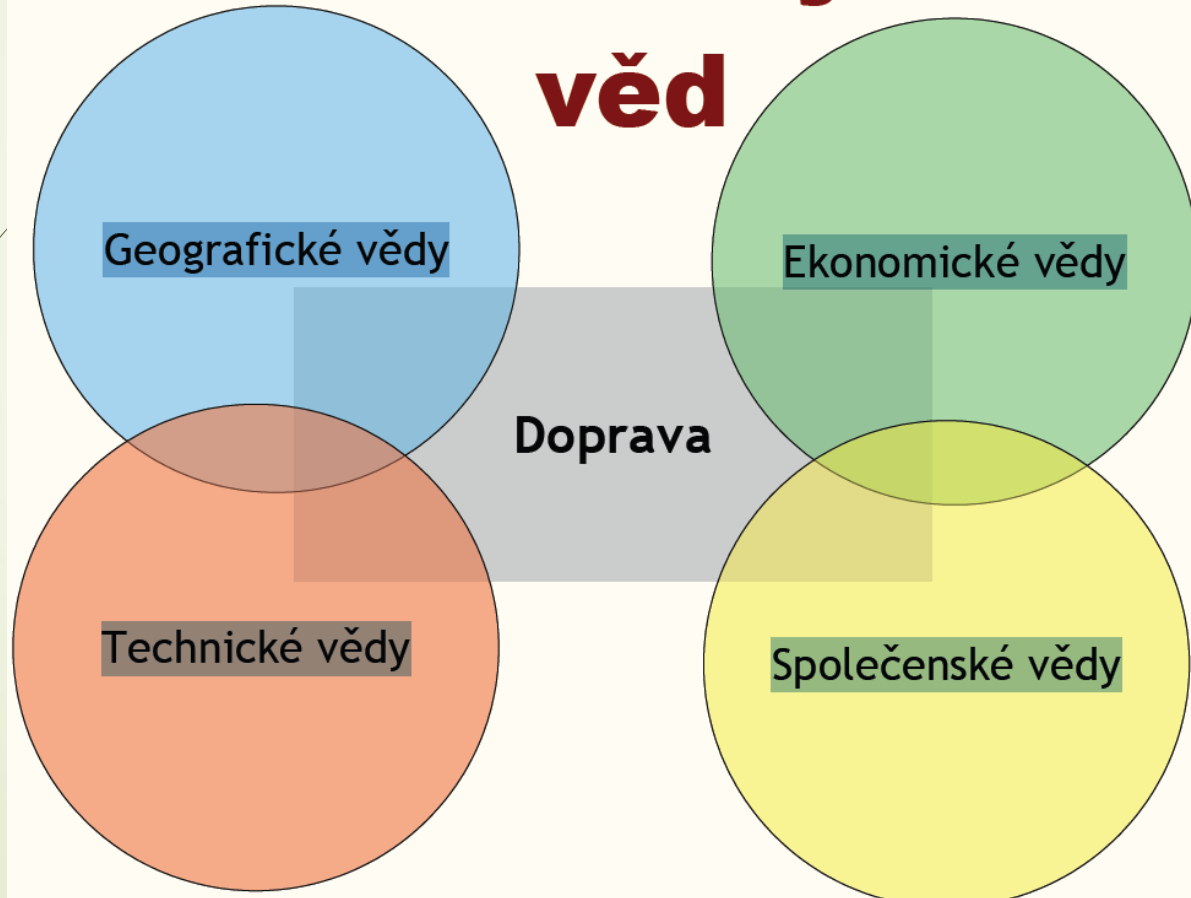 věd
Geografické vědy
Ekonomické vědy
Doprava
Technické vědy
Společenské vědy